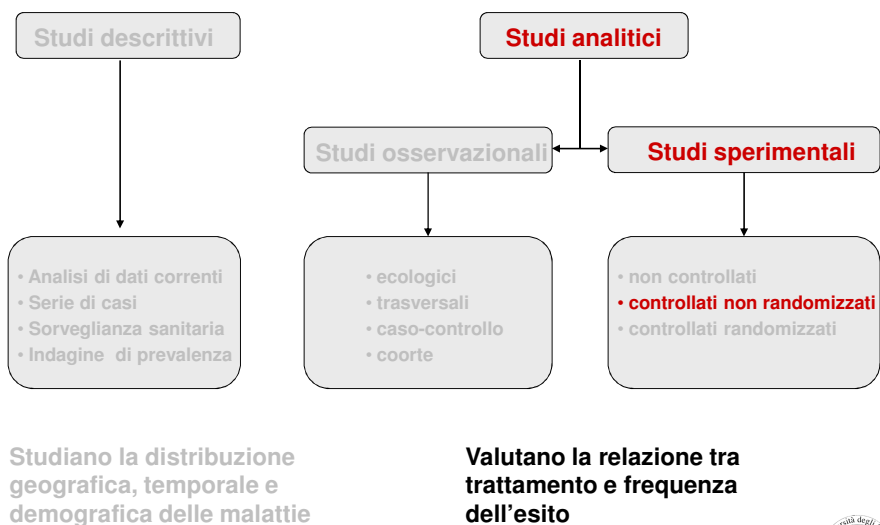 Studi descrittivi
Studi analitici
Studi osservazionali
Studi sperimentali
• Analisi di dati correnti
• Serie di casi
• Sorveglianza sanitaria
• Indagine di prevalenza
• ecologici
• trasversali
• caso-controllo
• coorte
• non controllati
• controllati non randomizzati
• controllati randomizzati
Studiano la distribuzione
geografica, temporale e
demografica delle malattie
Valutano la relazione tra
trattamento e frequenza
dell'esito